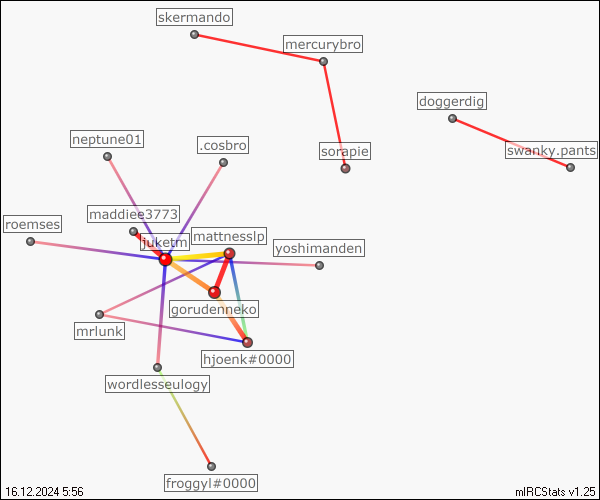 skermando
mercurybro
doggerdig
neptune01
.cosbro
sorapie
swanky.pants
maddiee3773
roemses
juketm
mattnesslp
yoshimanden
gorudenneko
mrlunk
hjoenk#0000
wordlesseulogy
froggyl#0000
16.12.2024 5:56
mIRCStats v1.25